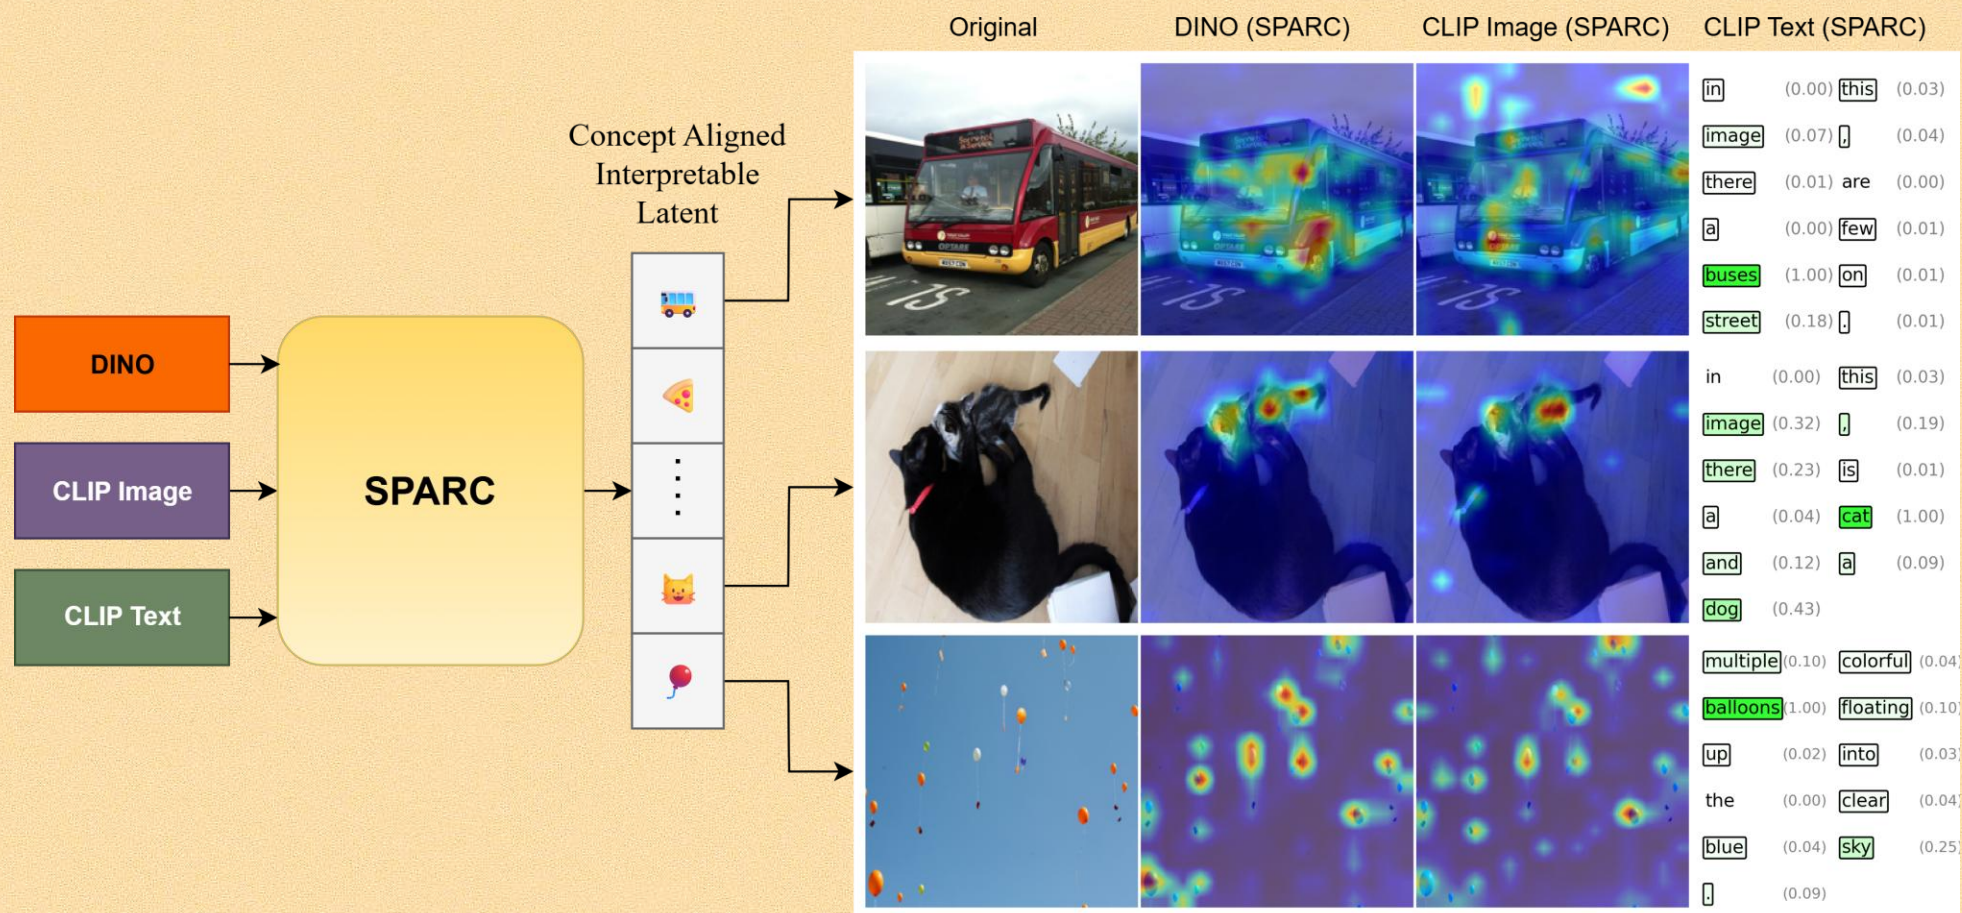 Original DINO (SPARC) CLIP Image (SPARC) CLIP Text (SPARC)
Concept Aligned
Interpretable
Latent
DINO
CLIP Image
CLIP Text
SPARC
in (0.00) this (0.03)
image (0.07) , (0.04)
there (0.01) are (0.00)
a (0.00) few (0.01)
buses (1.00) on (0.01)
street (0.18) . (0.01)
in (0.00) this (0.03)
image (0.32) , (0.19)
there (0.23) is (0.01)
a (0.04) cat (1.00)
and (0.12) a (0.09)
dog (0.43)
multiple (0.10) colorful (0.04)
balloons (1.00) floating (0.10)
up (0.02) into (0.03)
the (0.00) clear (0.04)
blue (0.04) sky (0.25)
. (0.09)